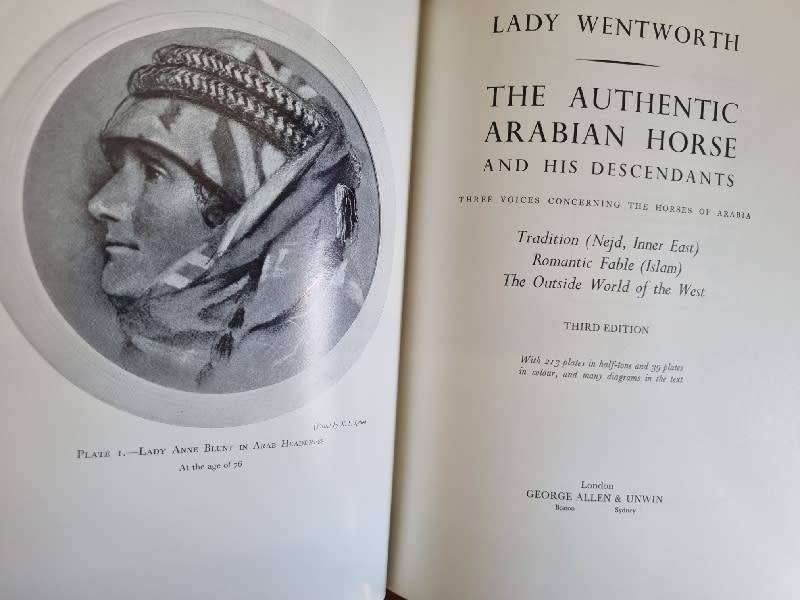 PLATE 1.—LADY ANNE BLUNT IN ARAB HEADDRESS
At the age of 76
LADY WENTWORTH
THE AUTHENTIC
ARABIAN HORSE
AND HIS DESCENDANTS
THREE VOICES CONCERNING THE HORSES OF ARABIA
Tradition (Nejd, Inner East)
Romantic Fable (Islam)
The Outside World of the West
THIRD EDITION
With 213 plates in half-tone and 39 plates
in colour, and many diagrams in the text
London
GEORGE ALLEN & UNWIN
Boston Sydney